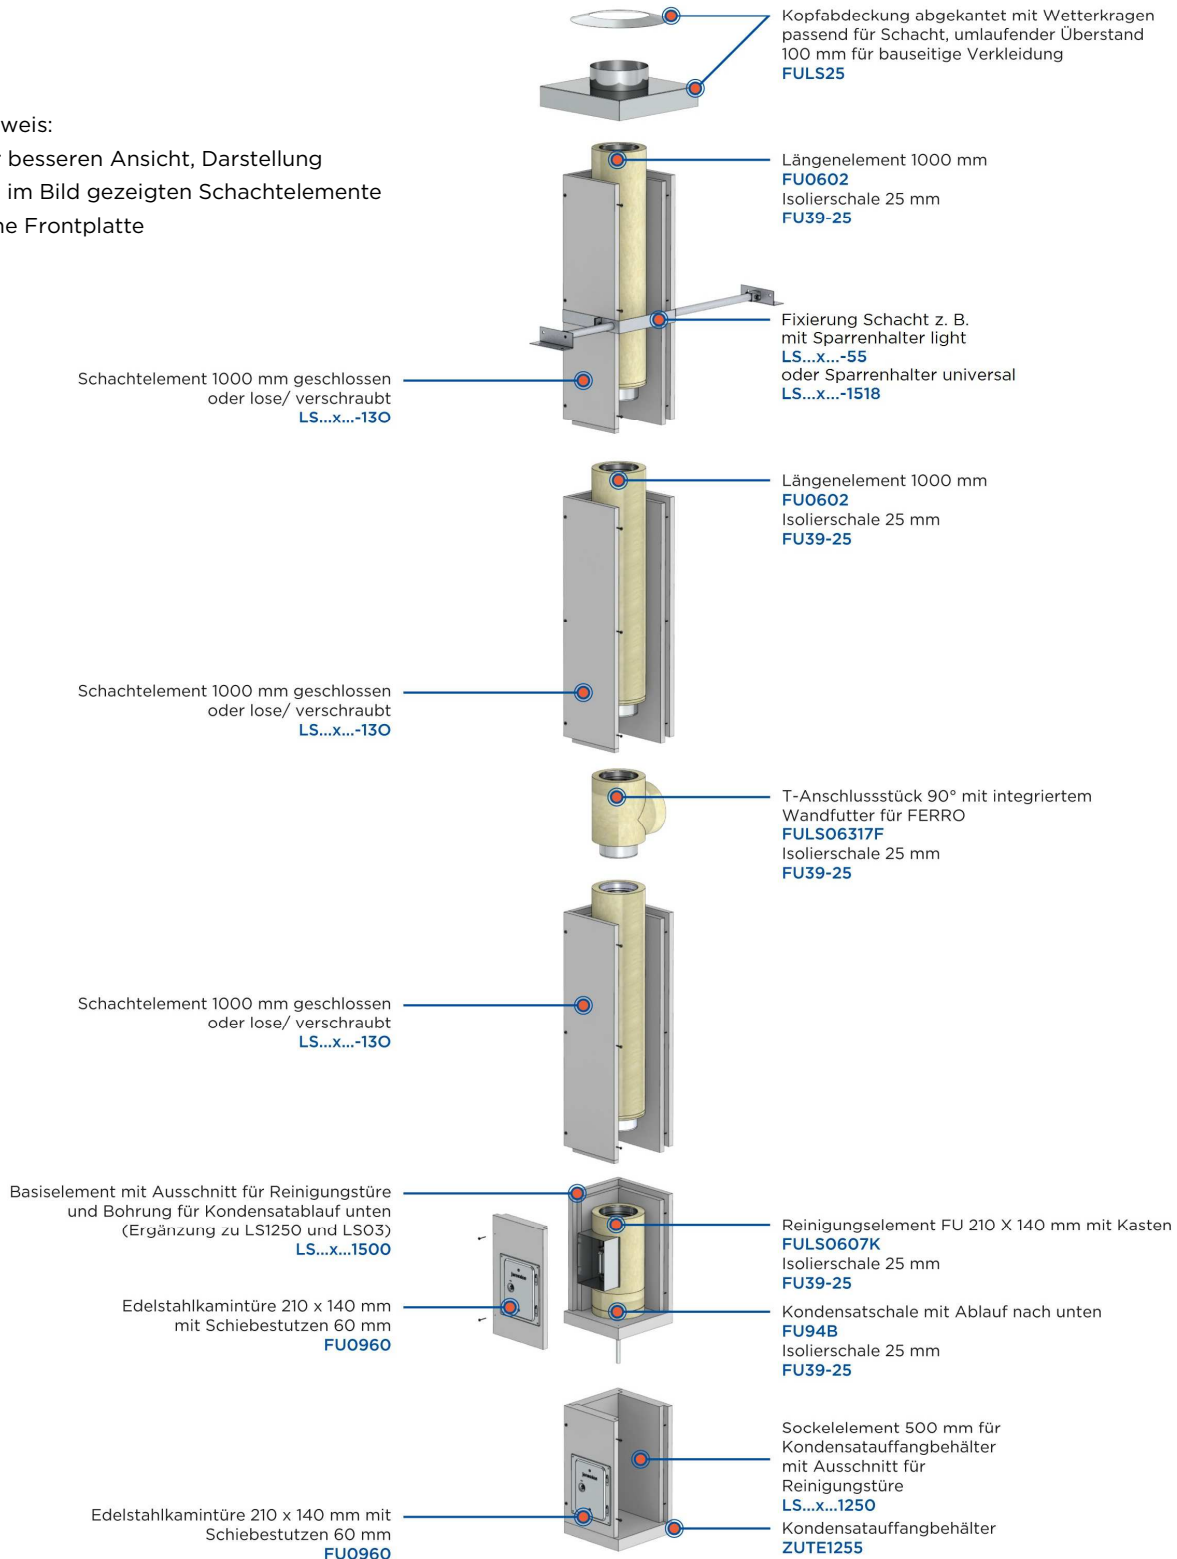 Kopfabdeckung abgekantet mit Wetterkragen
passend für Schacht, umlaufender Überstand
100 mm für bauseitige Verkleidung
FULS25
weis:
besseren Ansicht, Darstellung
im Bild gezeigten Schachtelemente
ne Frontplatte
Längenelement 1000 mm
FU0602
Isolierschale 25 mm
FU39-25
Fixierung Schacht z. B.
mit Sparrenhalter light
LS...x...-55
oder Sparrenhalter universal
LS...x...-1518
Schachtelement 1000 mm geschlossen
oder lose/ verschraubt
LS...x...-13O
Längenelement 1000 mm
FU0602
Isolierschale 25 mm
FU39-25
Schachtelement 1000 mm geschlossen
oder lose/ verschraubt
LS...x...-13O
T-Anschlussstück 90° mit integriertem
Wandfutter für FERRO
FULS06317F
Isolierschale 25 mm
FU39-25
Schachtelement 1000 mm geschlossen
oder lose/ verschraubt
LS...x...-13O
Basiselement mit Ausschnitt für Reinigungstüre
und Bohrung für Kondensatablauf unten
(Ergänzung zu LS1250 und LS03)
LS...x...1500
Edelstahlkamintüre 210 x 140 mm
mit Schiebestutzen 60 mm
FU0960
Reinigungselement FU 210 X 140 mm mit Kasten
FULS0607K
Isolierschale 25 mm
FU39-25
Kondensatschale mit Ablauf nach unten
FU94B
Isolierschale 25 mm
FU39-25
Sockelelement 500 mm für
Kondensatauffangbehälter
mit Ausschnitt für
Reinigungstüre
LS...x...1250
Kondensatauffangbehälter
ZUTE1255
Edelstahlkamintüre 210 x 140 mm mit
Schiebestutzen 60 mm
FU0960